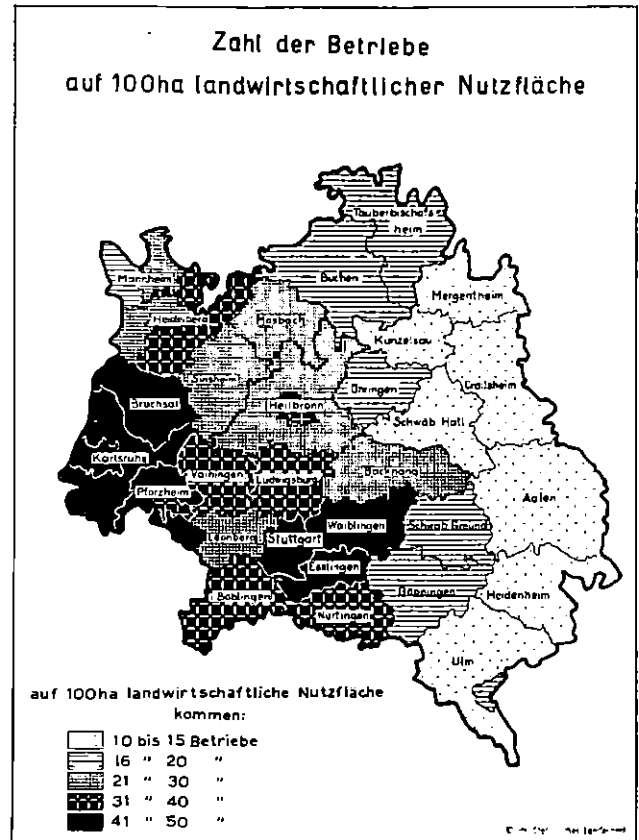 Zahl der Betriebe
auf 100ha landwirtschaftlicher Nutzfläche
Tauberbischofs
heim
Mannheim
Buchen
Mergentheim
Heidelberg
Mosbach
Künzelsau
Sinsheim
Öhringen
Crailsheim
Bruchsal
Heilbronn
Schwäb Hall
Karlsruhe
Vaihingen
Ludwigsburg
Backnang
Pforzheim
Aalen
Leonberg
Stuttgart
Waiblingen
Schwäb Gmünd
Esslingen
Böblingen
Göppingen
Heidenheim
Nürtingen
Ulm
auf 100ha landwirtschaftliche Nutzfläche
kommen:
10 bis 15 Betriebe
16 " 20 "
21 " 30 "
31 " 40 "
41 " 50 "